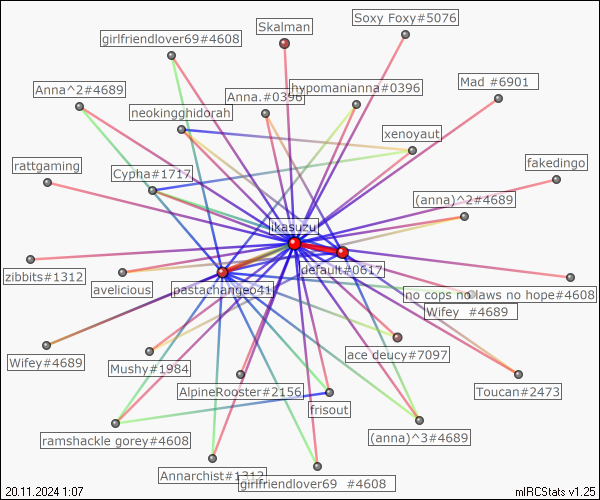 Soxy Foxy#5076
Skalman
girlfriendlover69#4608
Mad #6901
Anna^2#4689
hypomanianna#0396
Anna.#0396
neokingghidorah
xenoyaut
fakedingo
rattgaming
Cypha#1717
(anna)^2#4689
ikasuzu
default#0617
zibbits#1312
avelicious
pastachangeo41
no cops no laws no hope#4608
Wifey #4689
Wifey#4689
Mushy#1984
ace deucy#7097
AlpineRooster#2156
Toucan#2473
frisout
ramshackle gorey#4608
(anna)^3#4689
Annarchist#1312
girlfriendlover69 #4608
20.11.2024 1:07
mIRCStats v1.25